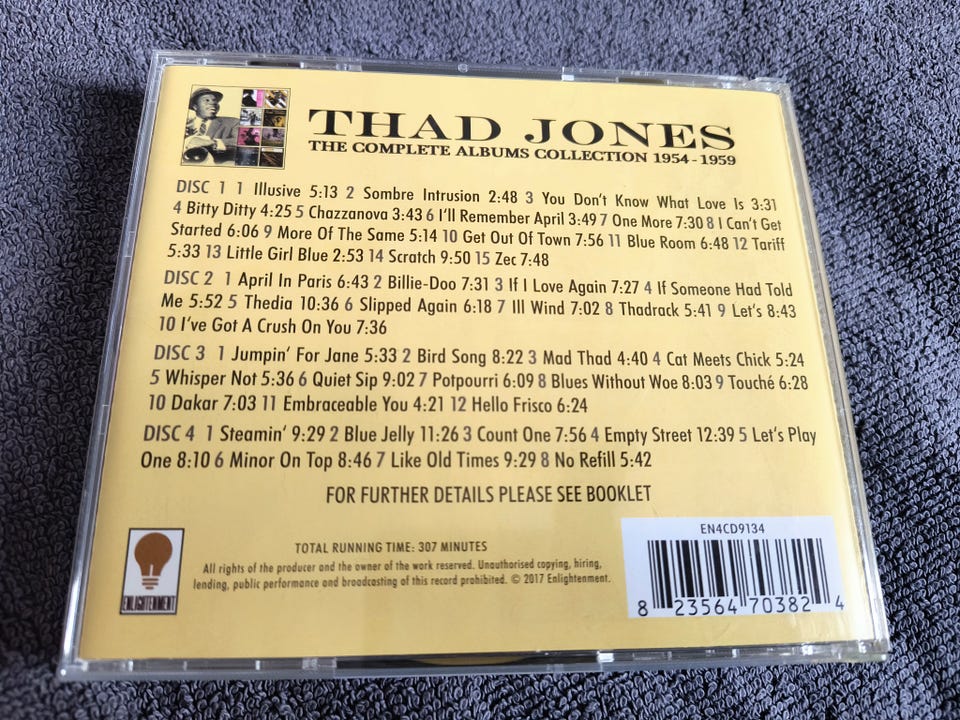 THAD JONES
THE COMPLETE ALBUMS COLLECTION 1954-1959
DISC 1 1 Illusive 5:13 2 Sombre Intrusion 2:48 3 You Don't Know What Love Is 3:31
4 Bitty Ditty 4:25 5 Chazzanova 3:43 6 I'll Remember April 3:49 7 One More 7:30 8 I Can't Get
Started 6:06 9 More Of The Same 5:14 10 Get Out Of Town 7:56 11 Blue Room 6:48 12 Tariff
5:33 13 Little Girl Blue 2:53 14 Scratch 9:50 15 Zec 7:48
DISC 2 1 April In Paris 6:43 2 Billie-Doo 7:31 3 If I Love Again 7:27 4 If Someone Had Told
Me 5:52 5 Thedia 10:36 6 Slipped Again 6:18 7 Ill Wind 7:02 8 Thadrack 5:41 9 Let's 8:43
10 I've Got A Crush On You 7:36
DISC 3 1 Jumpin' For Jane 5:33 2 Bird Song 8:22 3 Mad Thad 4:40 4 Cat Meets Chick 5:24
5 Whisper Not 5:36 6 Quiet Sip 9:02 7 Potpourri 6:09 8 Blues Without Woe 8:03 9 Touché 6:28
10 Dakar 7:03 11 Embraceable You 4:21 12 Hello Frisco 6:24
DISC 4 1 Steamin' 9:29 2 Blue Jelly 11:26 3 Count One 7:56 4 Empty Street 12:39 5 Let's Play
One 8:10 6 Minor On Top 8:46 7 Like Old Times 9:29 8 No Refill 5:42
FOR FURTHER DETAILS PLEASE SEE BOOKLET
TOTAL RUNNING TIME: 307 MINUTES
All rights of the producer and the owner of the work reserved. Unauthorised copying, hiring,
lending, public performance and broadcasting of this record prohibited. © 2017 Enlightenment.
ENLIGHTENMENT
EN4CD9134
8 23564 70382 4